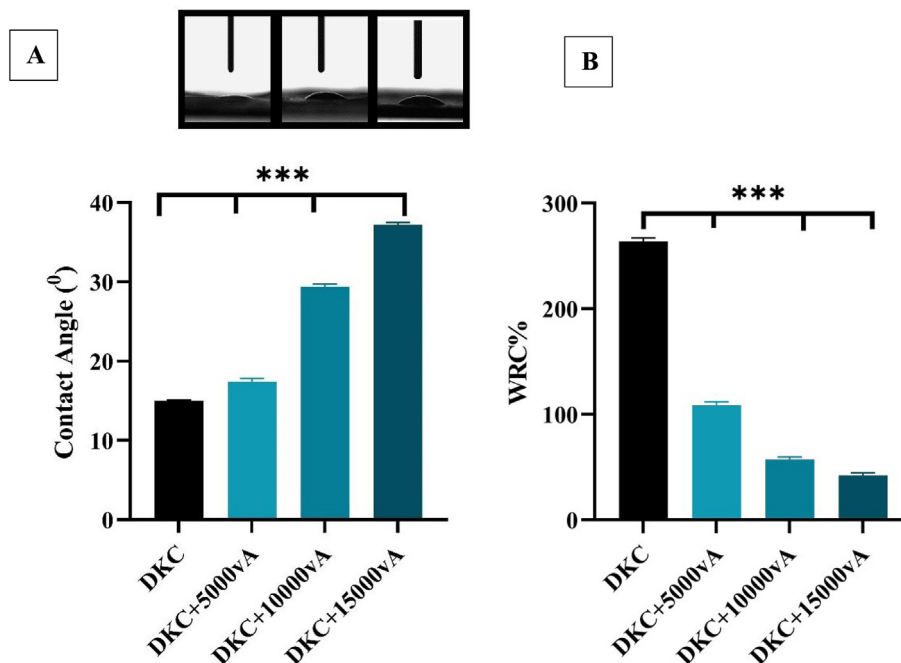 A
***
40
30
20
10
0
Contact Angle (⁰)
DKC
DKC+5000vA
DKC+10000vA
DKC+15000vA
B
***
300
200
100
0
WRC%
DKC
DKC+5000vA
DKC+10000vA
DKC+15000vA